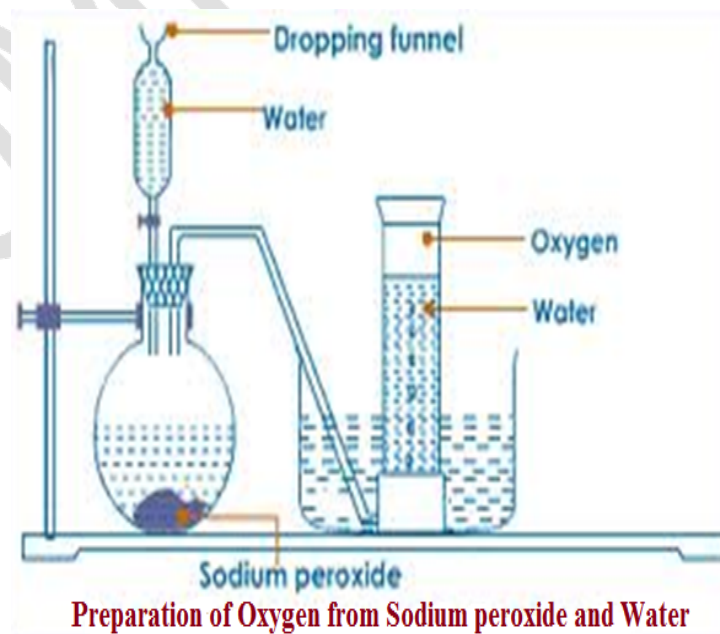 Dropping funnel
Water
Oxygen
Water
Sodium peroxide
Preparation of Oxygen from Sodium peroxide and Water